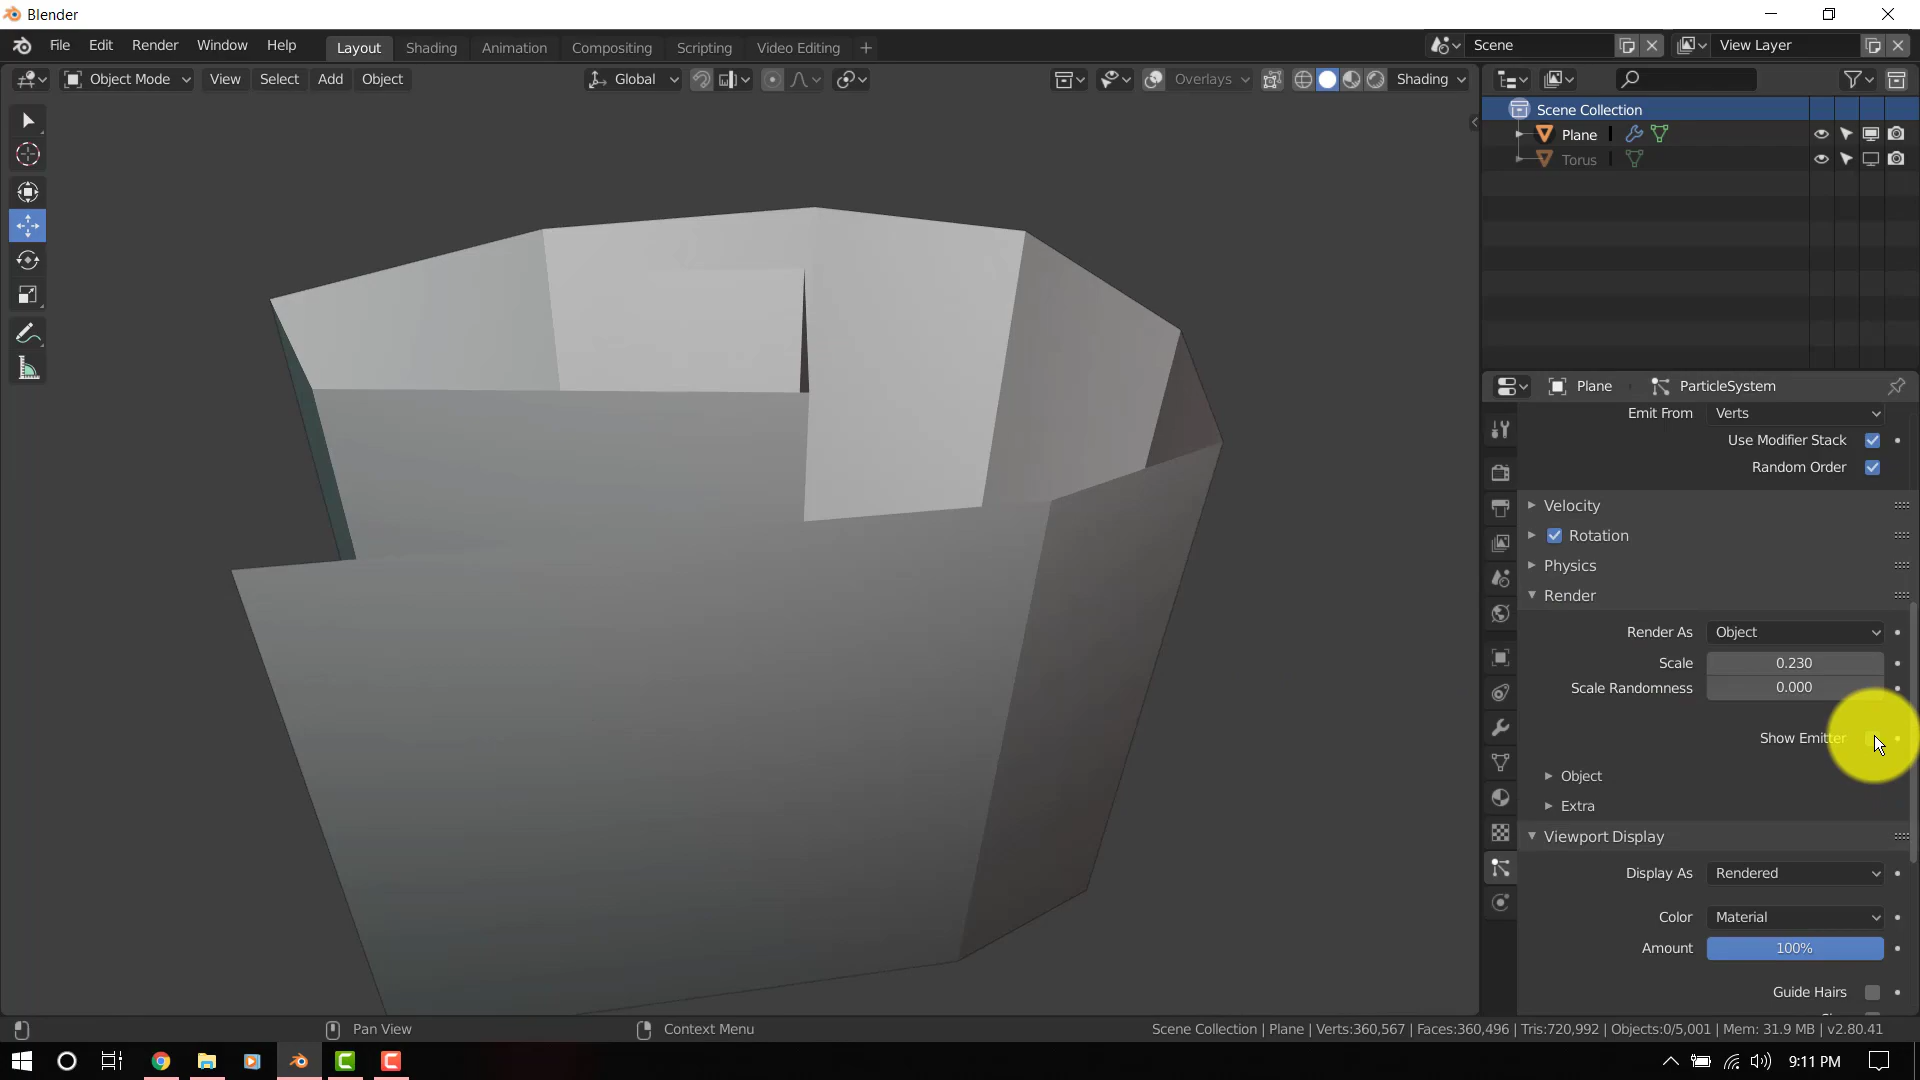 Blender
File Edit Render Window Help Layout Shading Animation Compositing Scripting Video Editing + Scene View Layer
Object Mode View Select Add Object Global Overlays Shading
Scene Collection
Plane
Torus
Plane ParticleSystem
Emit From Verts
Use Modifier Stack
Random Order
Velocity
Rotation
Physics
Render
Render As Object
Scale 0.230
Scale Randomness 0.000
Show Emitter
Object
Extra
Viewport Display
Display As Rendered
Color Material
Amount 100%
Guide Hairs
Pan View Context Menu Scene Collection | Plane | Verts:360,567 | Faces:360,496 | Tris:720,992 | Objects:0/5,001 | Mem: 31.9 MB | v2.80.41
9:11 PM